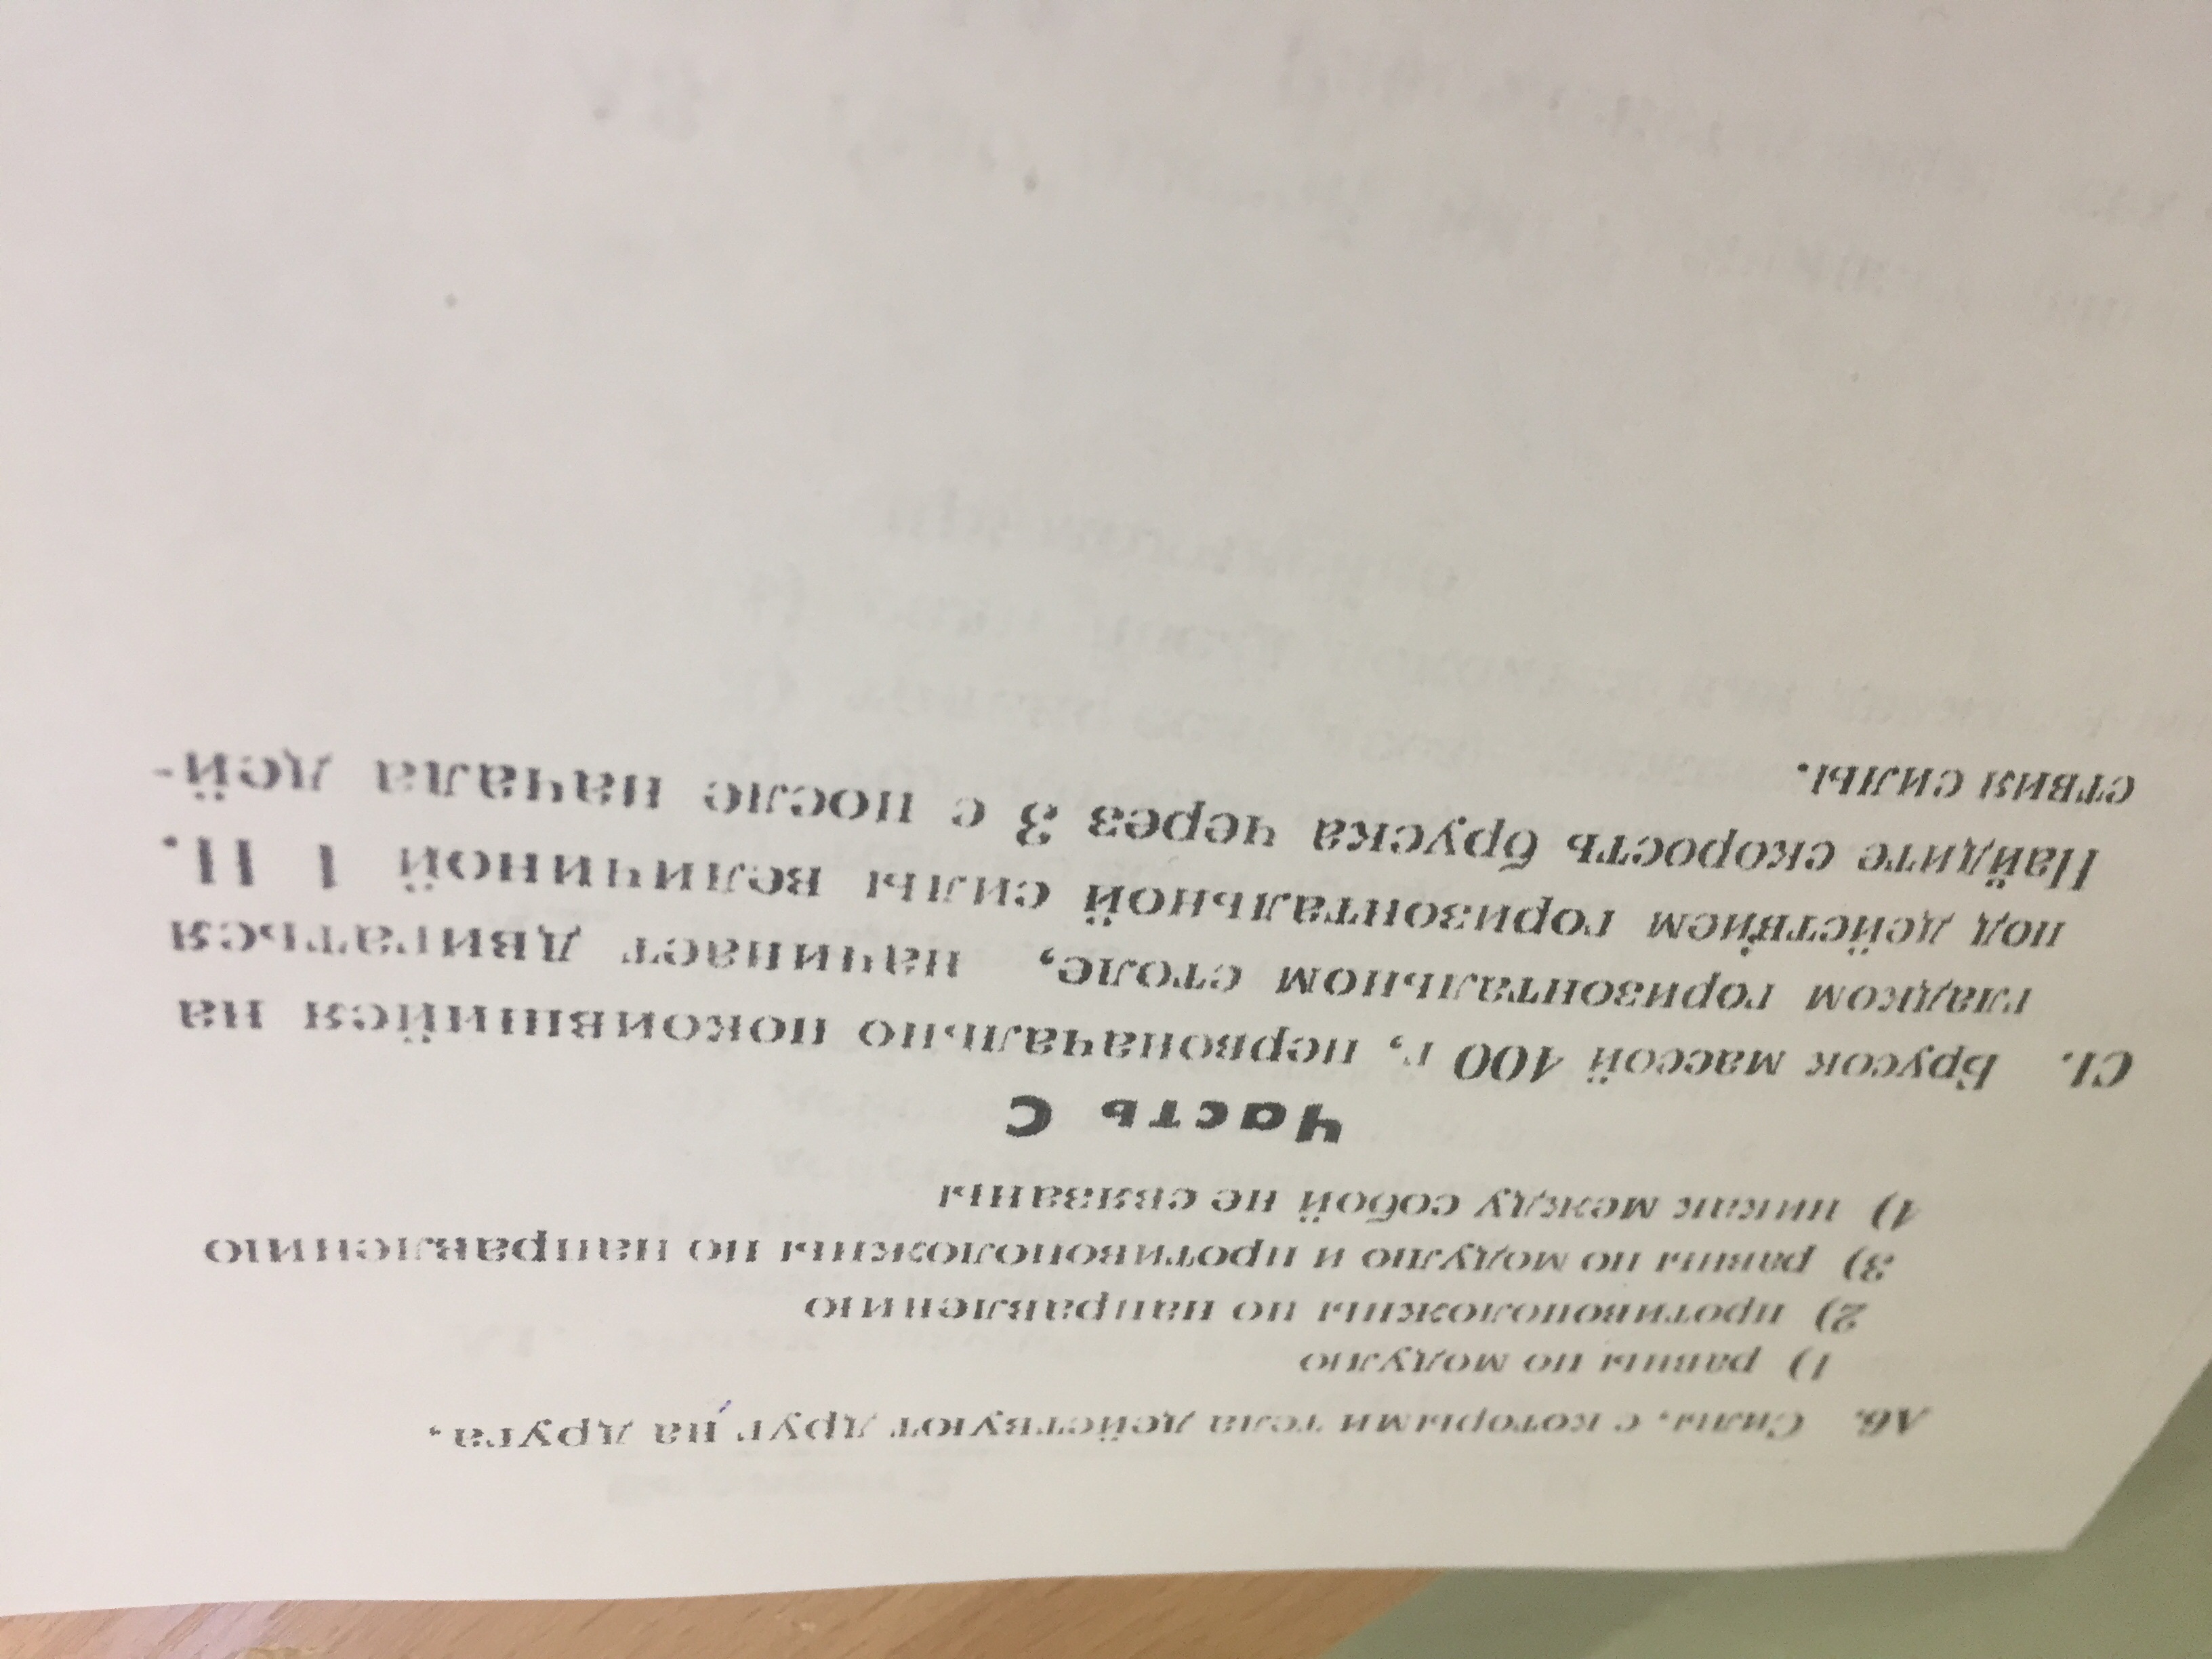 А6. Силы, с которыми тела действуют друг на друга.
1) равны по модулю
2) противоположны по направлению
3) равны по модулю и противоположны по направлению
4) никак между собой не связаны
Часть С
С1. Брусок массой 400 г, первоначально покоившийся на
гладком горизонтальном столе, начинает двигаться
под действием горизонтальной силы величиной 1 Н.
Найдите скорость бруска через 3 с после начала дей-
ствия силы.